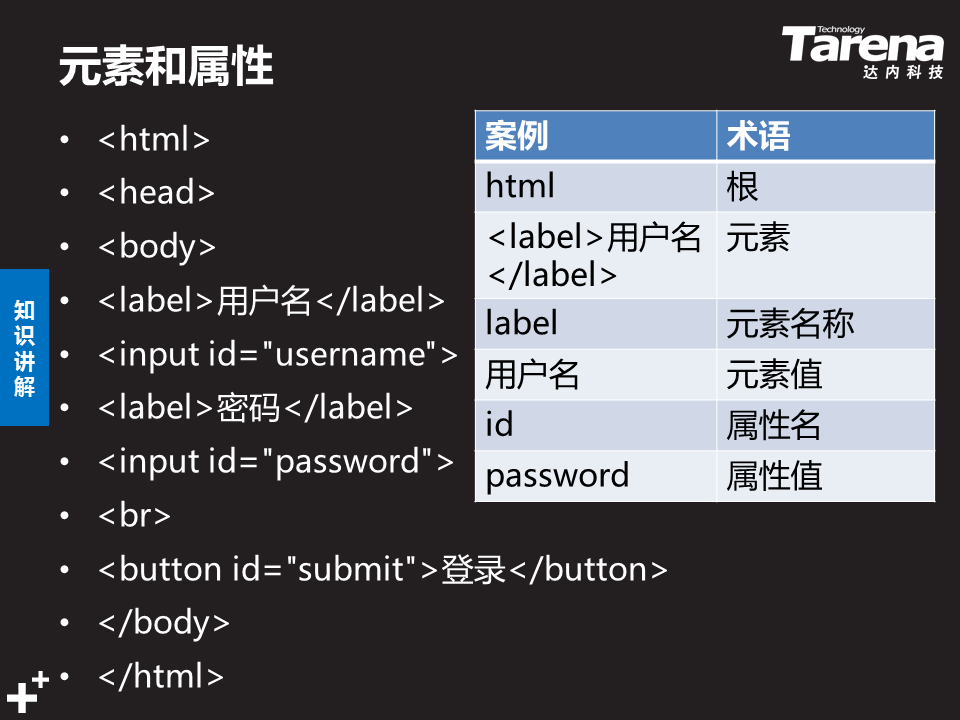 元素和属性
Technology
Tarena
达内科技
• <html>
• <head>
• <body>
• <label>用户名</label>
• <input id="username">
• <label>密码</label>
• <input id="password">
• <br>
• <button id="submit">登录</button>
• </body>
• </html>
案例 术语
html 根
<label>用户名 元素
</label>
label 元素名称
用户名 元素值
id 属性名
password 属性值
知
识
讲
解